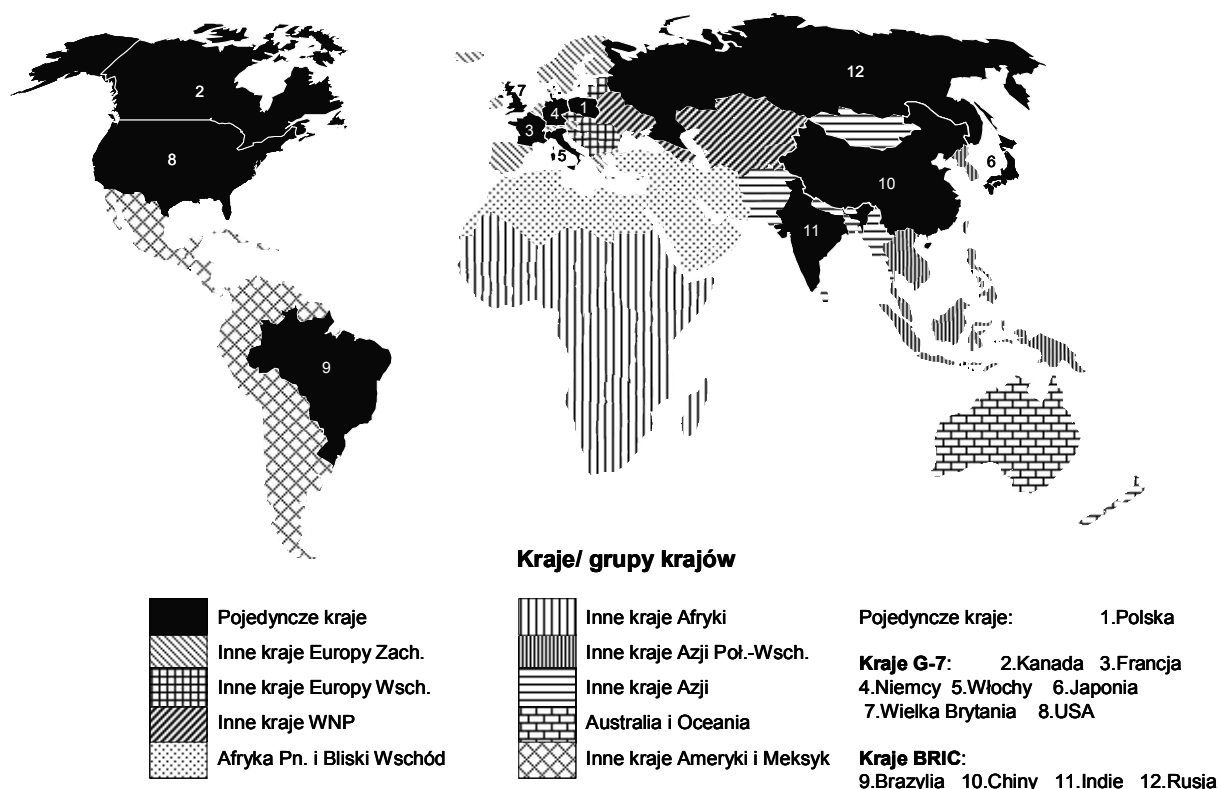 12
2
7
4
1
3
8
5
6
10
11
9
Kraje/ grupy krajów
Pojedyncze kraje
Inne kraje Europy Zach.
Inne kraje Europy Wsch.
Inne kraje WNP
Afryka Pn. i Bliski Wschód
Inne kraje Afryki
Inne kraje Azji Poł.-Wsch.
Inne kraje Azji
Australia i Oceania
Inne kraje Ameryki i Meksyk
Pojedyncze kraje: 1.Polska
Kraje G-7: 2.Kanada 3.Francja
4.Niemcy 5.Włochy 6.Japonia
7.Wielka Brytania 8.USA
Kraje BRIC:
9.Brazylia 10.Chiny 11.Indie 12.Rosja